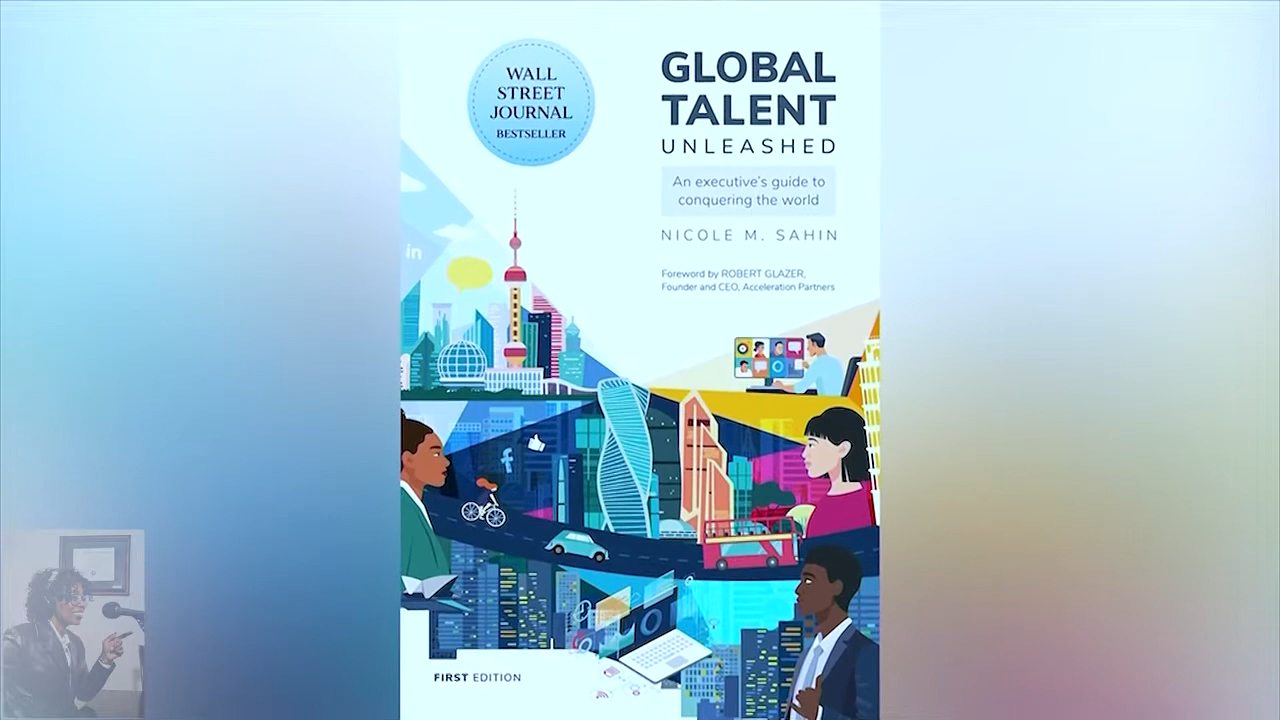 WALL
STREET
JOURNAL
BESTSELLER
GLOBAL
TALENT
UNLEASHED
An executive's guide to
conquering the world
NICOLE M. SAHIN
Foreword by ROBERT GLAZER,
Founder and CEO, Acceleration Partners
in
f
FIRST EDITION